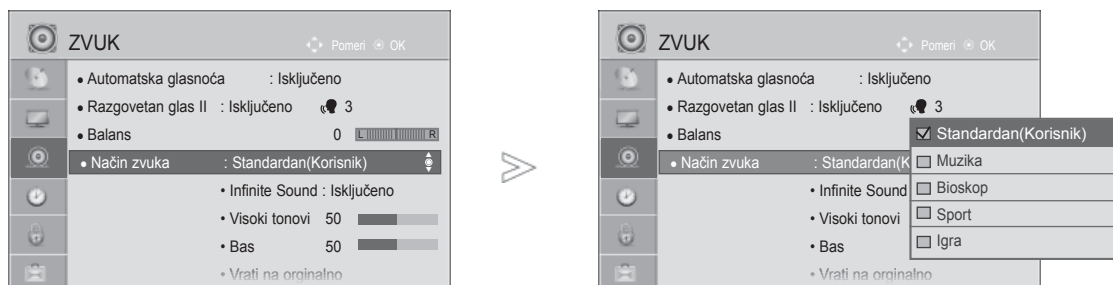 ZVUK
Pomeri OK
• Automatska glasnoća : Isključeno
• Razgovetan glas II : Isključeno 3
• Balans 0 L R
• Način zvuka : Standardan(Korisnik)
• Infinite Sound : Isključeno
• Visoki tonovi 50
• Bas 50
• Vrati na orginalno
ZVUK
Pomeri OK
• Automatska glasnoća : Isključeno
• Razgovetan glas II : Isključeno 3
• Balans
• Način zvuka : Standardan(K
• Infinite Sound
• Visoki tonovi
• Bas
• Vrati na orginalno
Standardan(Korisnik)
Muzika
Bioskop
Sport
Igra